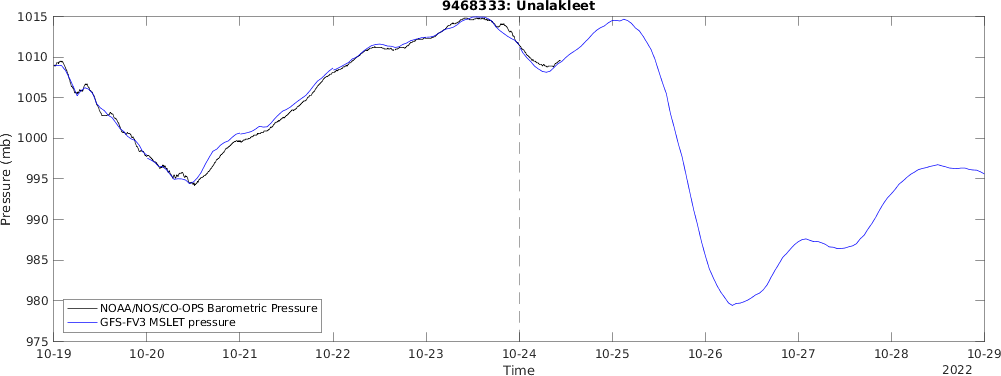 9468333: Unalakleet
1015
1010
1005
1000
995
990
985
980
975
Pressure (mb)
NOAA/NOS/CO-OPS Barometric Pressure
GFS-FV3 MSLET pressure
10-19 10-20 10-21 10-22 10-23 10-24 10-25 10-26 10-27 10-28 10-29
Time
2022